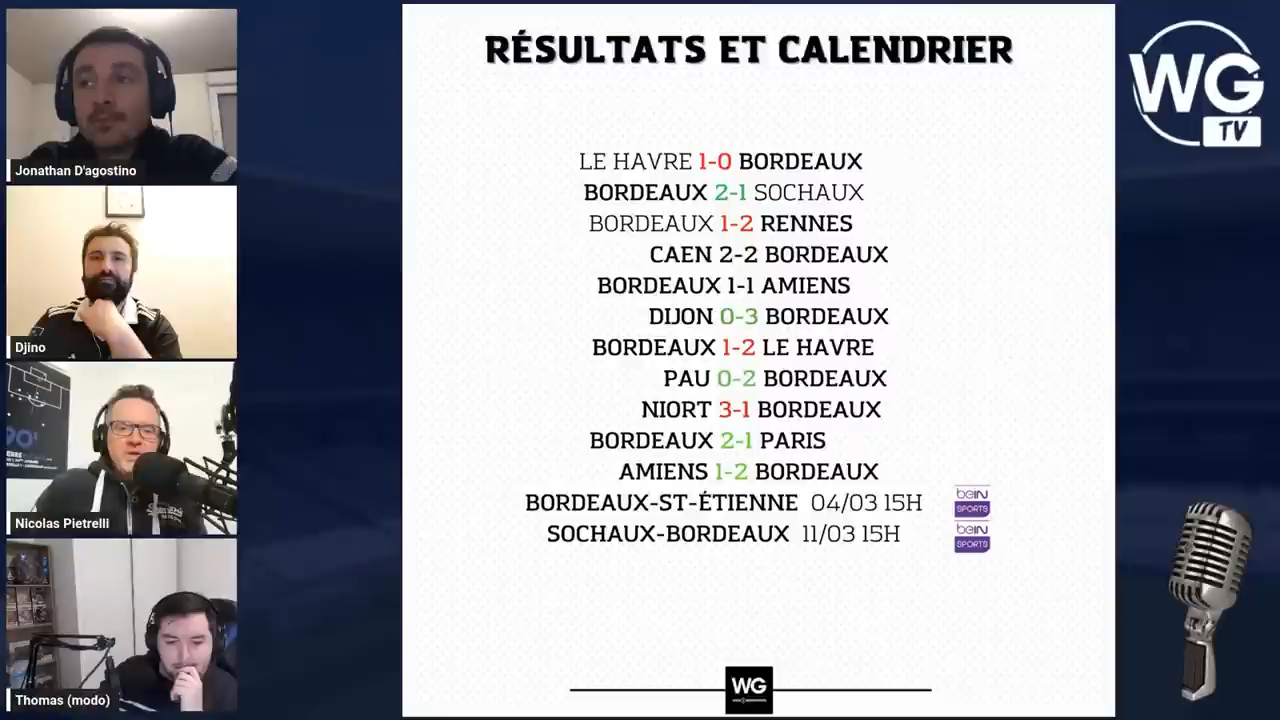 RÉSULTATS ET CALENDRIER
LE HAVRE 1-0 BORDEAUX
BORDEAUX 2-1 SOCHAUX
BORDEAUX 1-2 RENNES
CAEN 2-2 BORDEAUX
BORDEAUX 1-1 AMIENS
DIJON 0-3 BORDEAUX
BORDEAUX 1-2 LE HAVRE
PAU 0-2 BORDEAUX
NIORT 3-1 BORDEAUX
BORDEAUX 2-1 PARIS
AMIENS 1-2 BORDEAUX
BORDEAUX-ST-ÉTIENNE 04/03 15H
beIN
SPORTS
SOCHAUX-BORDEAUX 11/03 15H
beIN
SPORTS
WG
WG
TV
Jonathan D'agostino
Djino
90'
Nicolas Pietrelli
Thomas (modo)